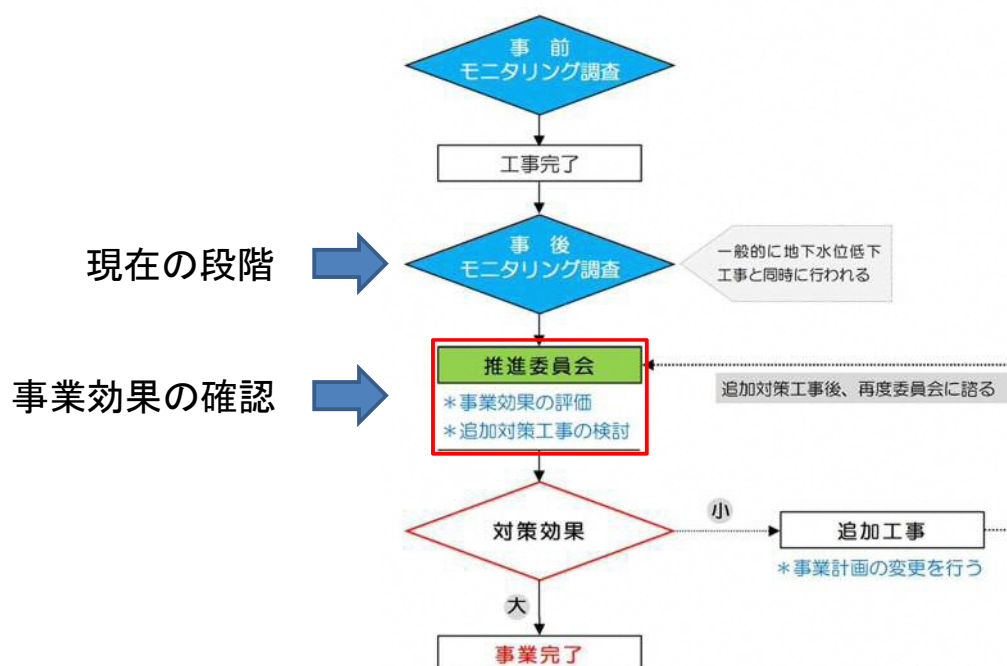 事 前
モニタリング調査
工事完了
現在の段階
事 後
モニタリング調査
一般的に地下水位低下
工事と同時に行われる
事業効果の確認
推進委員会
＊事業効果の評価
＊追加対策工事の検討
追加対策工事後、再度委員会に諮る
対策効果
小
追加工事
＊事業計画の変更を行う
大
事業完了